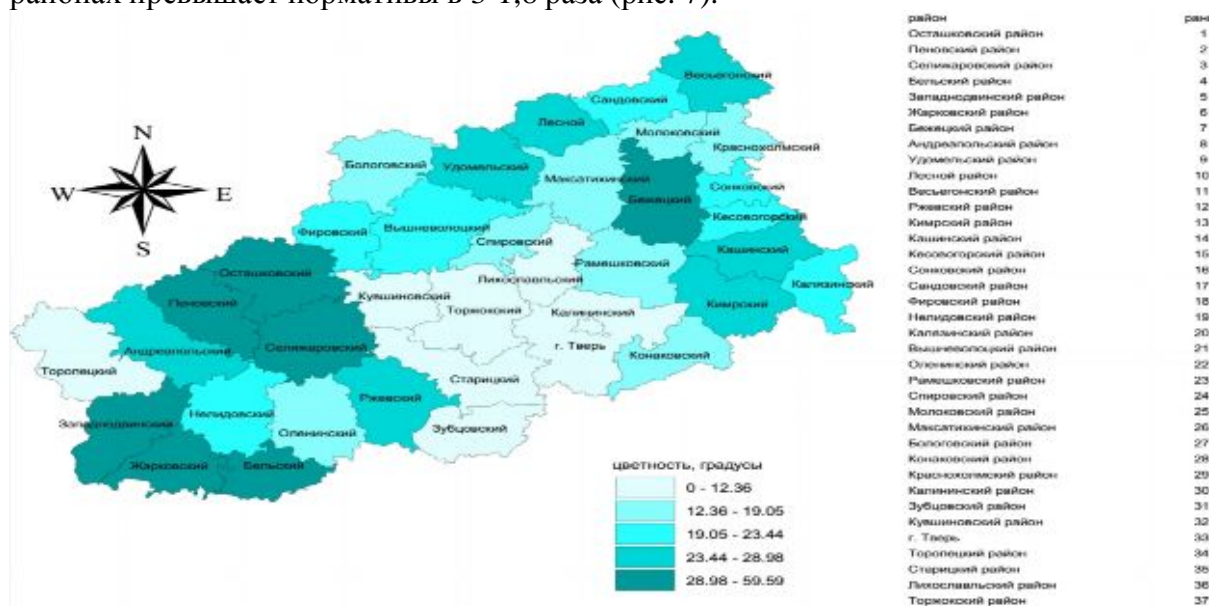 районах превышает нормативы в 3-1,8 раза (рис. 7).
N
W
E
S
Весьегонский
Сандовский
Лесной
Молоковский
Краснохолмский
Бологовский
Удомельский
Максатихинский
Бежецкий
Сонковский
Кесовогорский
Фировский
Вышневолоцкий
Спировский
Рамешковский
Кашинский
Калязинский
Осташковский
Лихославльский
Кимрский
Пеновский
Кувшиновский
Торжокский
Калининский
Андреапольский
Селижаровский
г. Тверь
Конаковский
Торопецкий
Старицкий
Западнодвинский
Нелидовский
Ржевский
Оленинский
Зубцовский
Жарковский
Бельский
цветность, градусы
0 - 12.36
12.36 - 19.05
19.05 - 23.44
23.44 - 28.98
28.98 - 59.59
район ранг
Осташковский район 1
Пеновский район 2
Селижаровский район 3
Бельский район 4
Западнодвинский район 5
Жарковский район 6
Бежецкий район 7
Андреапольский район 8
Удомельский район 9
Лесной район 10
Весьегонский район 11
Ржевский район 12
Кимрский район 13
Кашинский район 14
Кесовогорский район 15
Сонковский район 16
Сандовский район 17
Фировский район 18
Нелидовский район 19
Калязинский район 20
Вышневолоцкий район 21
Оленинский район 22
Рамешковский район 23
Спировский район 24
Молоковский район 25
Максатихинский район 26
Бологовский район 27
Конаковский район 28
Краснохолмский район 29
Калининский район 30
Зубцовский район 31
Кувшиновский район 32
г. Тверь 33
Торопецкий район 34
Старицкий район 35
Лихославльский район 36
Торжокский район 37